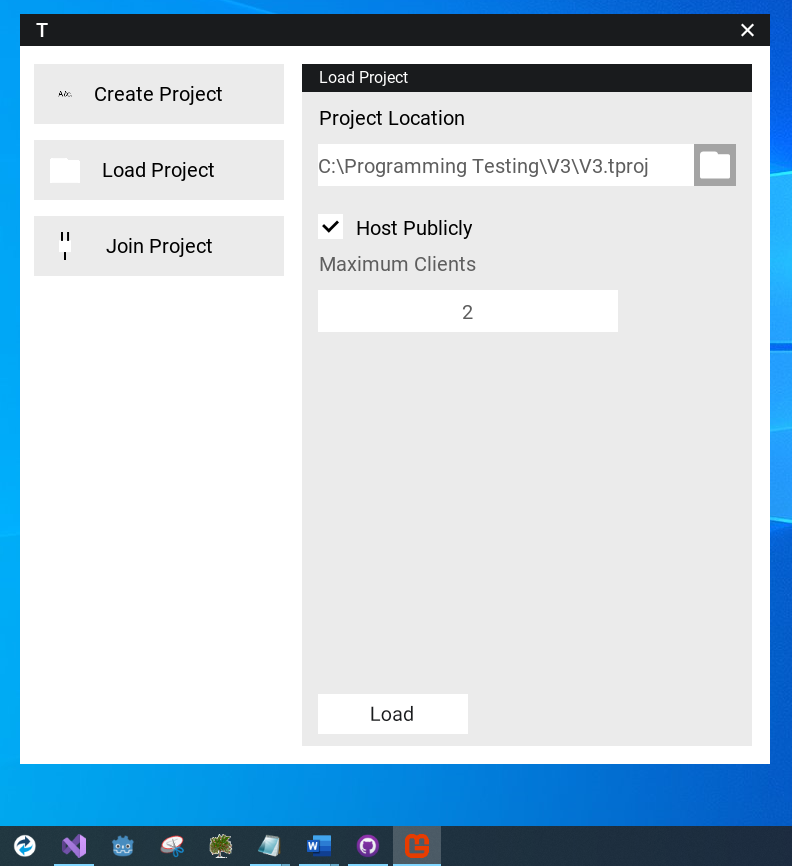 T
Create Project
Load Project
Join Project
Load Project
Project Location
C:\Programming Testing\V3\V3.tproj
Host Publicly
Maximum Clients
2
Load